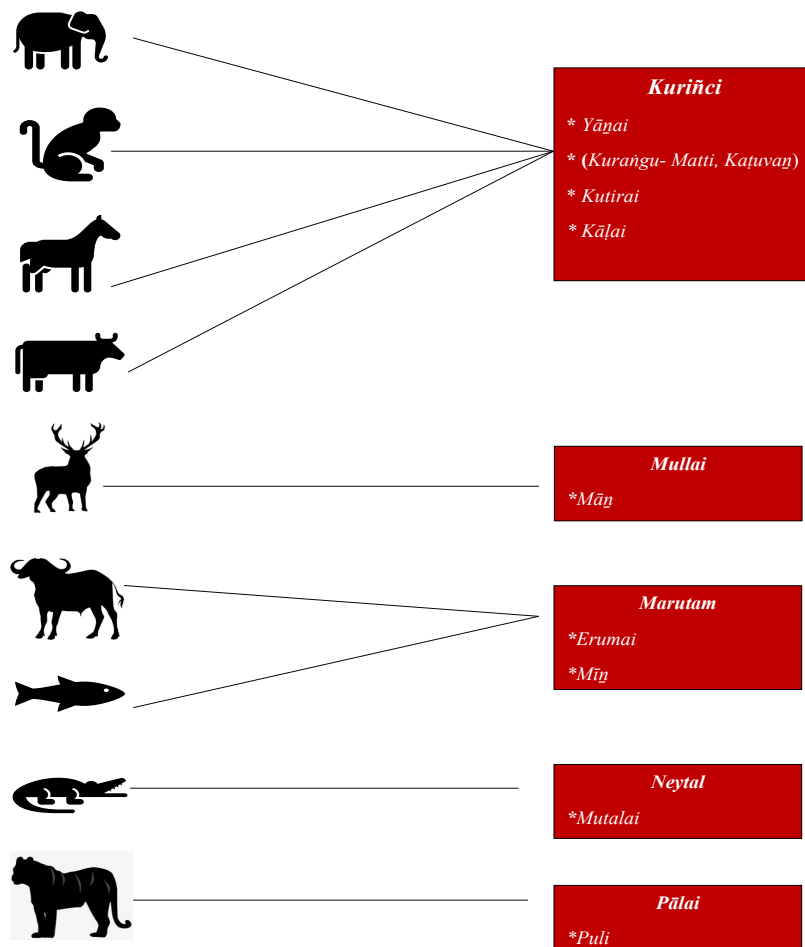 Kuriñci
* Yāṉai
* (Kuraṅgu- Matti, Kaṭuvaṉ)
* Kutirai
* Kāḷai
Mullai
*Māṉ
Marutam
*Erumai
*Mīṉ
Neytal
*Mutalai
Pālai
*Puli